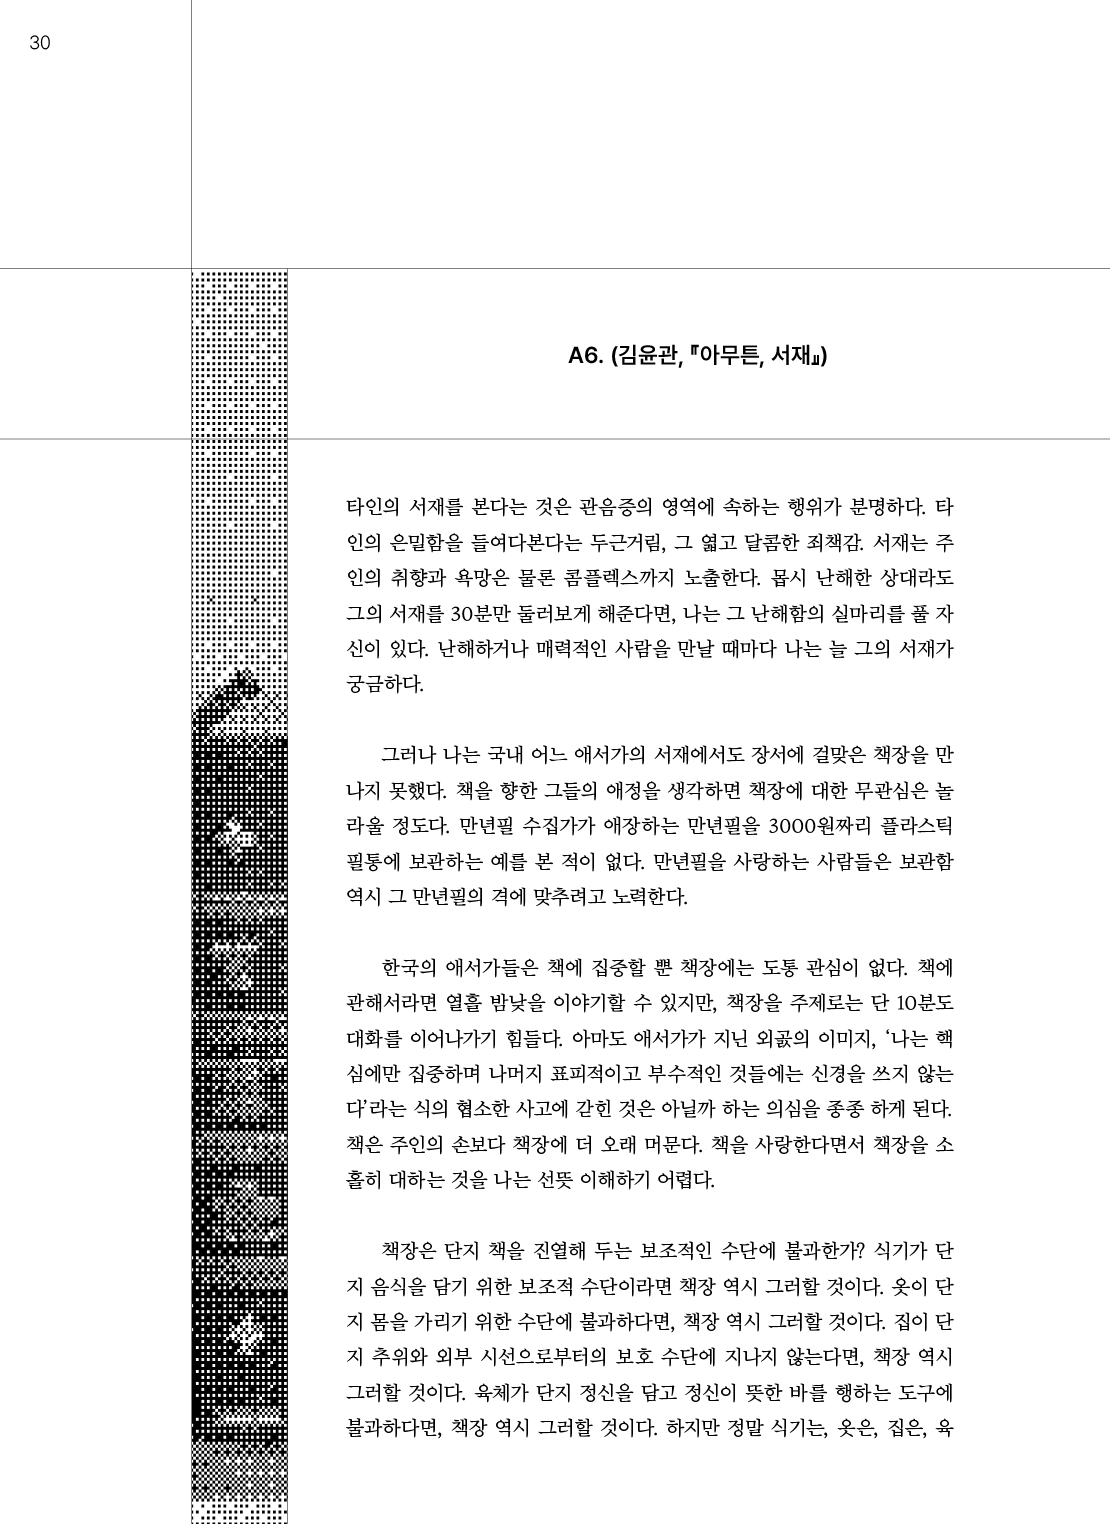 30
A6. (김윤관, 『아무튼, 서재』)
타인의 서재를 본다는 것은 관음증의 영역에 속하는 행위가 분명하다. 타
인의 은밀함을 들여다본다는 두근거림, 그 엷고 달콤한 죄책감. 서재는 주
인의 취향과 욕망은 물론 콤플렉스까지 노출한다. 몹시 난해한 상대라도
그의 서재를 30분만 둘러보게 해준다면, 나는 그 난해함의 실마리를 풀 자
신이 있다. 난해하거나 매력적인 사람을 만날 때마다 나는 늘 그의 서재가
궁금하다.
그러나 나는 국내 어느 애서가의 서재에서도 장서에 걸맞은 책장을 만
나지 못했다. 책을 향한 그들의 애정을 생각하면 책장에 대한 무관심은 놀
라울 정도다. 만년필 수집가가 애장하는 만년필을 3000원짜리 플라스틱
필통에 보관하는 예를 본 적이 없다. 만년필을 사랑하는 사람들은 보관함
역시 그 만년필의 격에 맞추려고 노력한다.
한국의 애서가들은 책에 집중할 뿐 책장에는 도통 관심이 없다. 책에
관해서라면 열흘 밤낮을 이야기할 수 있지만, 책장을 주제로는 단 10분도
대화를 이어나가기 힘들다. 아마도 애서가가 지닌 외곬의 이미지, ‘나는 핵
심에만 집중하며 나머지 표피적이고 부수적인 것들에는 신경을 쓰지 않는
다’라는 식의 협소한 사고에 갇힌 것은 아닐까 하는 의심을 종종 하게 된다.
책은 주인의 손보다 책장에 더 오래 머문다. 책을 사랑한다면서 책장을 소
홀히 대하는 것을 나는 선뜻 이해하기 어렵다.
책장은 단지 책을 진열해 두는 보조적인 수단에 불과한가? 식기가 단
지 음식을 담기 위한 보조적 수단이라면 책장 역시 그러할 것이다. 옷이 단
지 몸을 가리기 위한 수단에 불과하다면, 책장 역시 그러할 것이다. 집이 단
지 추위와 외부 시선으로부터의 보호 수단에 지나지 않는다면, 책장 역시
그러할 것이다. 육체가 단지 정신을 담고 정신이 뜻한 바를 행하는 도구에
불과하다면, 책장 역시 그러할 것이다. 하지만 정말 식기는, 옷은, 집은, 육